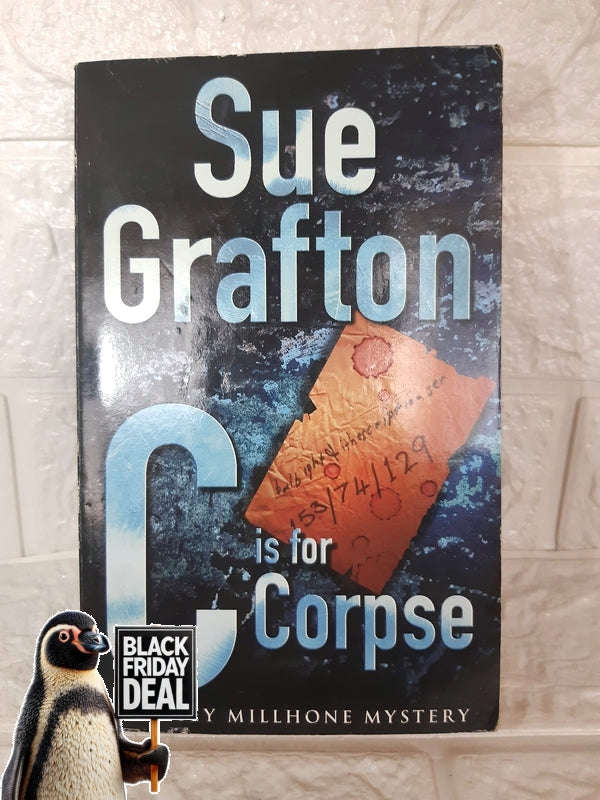 Sue
Grafton
153/74/129
C
is for
Corpse
Y MILLHONE MYSTERY
BLACK
FRIDAY
DEAL